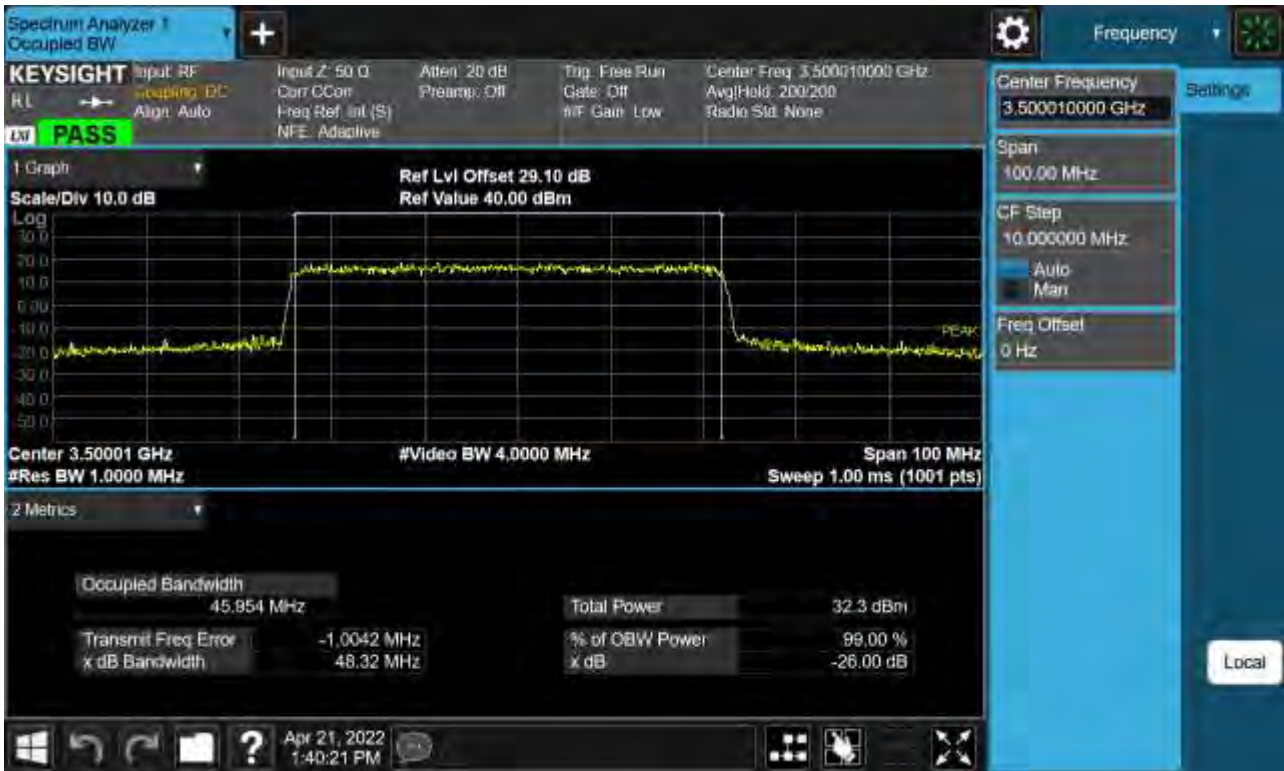 Spectrum Analyzer 1
Occupied BW
Frequency
KEYSIGHT
Input: RF
Coupling: DC
Align: Auto
Input Z: 50 Ω
Corr CCorr
Freq Ref: Int (S)
NFE: Adaptive
Atten: 20 dB
Preamp: Off
Trig: Free Run
Gate: Off
#IF Gain: Low
Center Freq: 3.500010000 GHz
Avg|Hold: 200/200
Radio Std: None
RL
LXI
PASS
Center Frequency
3.500010000 GHz
Settings
Span
100.00 MHz
CF Step
10.000000 MHz
Auto
Man
Freq Offset
0 Hz
1 Graph
Ref Lvl Offset 29.10 dB
Scale/Div 10.0 dB
Ref Value 40.00 dBm
Log
30.0
20.0
10.0
0.00
-10.0
-20.0
-30.0
-40.0
-50.0
PEAK
Center 3.50001 GHz
#Video BW 4.0000 MHz
Span 100 MHz
#Res BW 1.0000 MHz
Sweep 1.00 ms (1001 pts)
2 Metrics
Occupied Bandwidth
45.954 MHz
Total Power
32.3 dBm
Transmit Freq Error
-1.0042 MHz
% of OBW Power
99.00 %
x dB Bandwidth
48.32 MHz
x dB
-26.00 dB
Local
?
Apr 21, 2022
1:40:21 PM